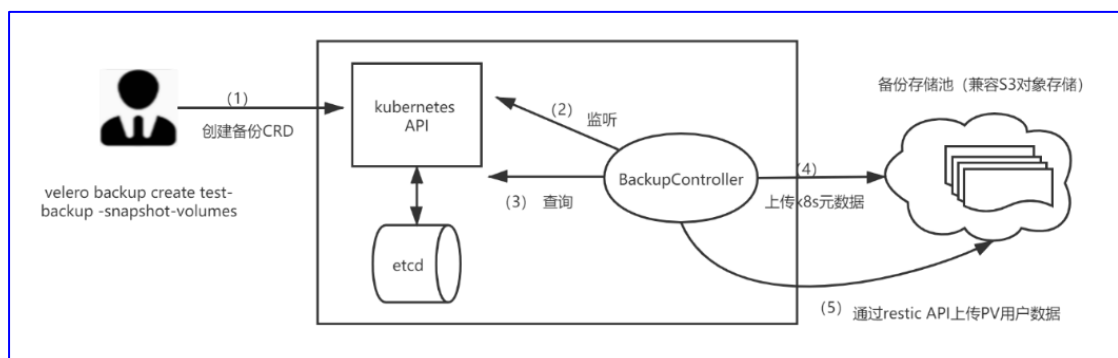 (1)
创建备份CRD
velero backup create test-
backup -snapshot-volumes
kubernetes
API
etcd
(2) 监听
(3) 查询
BackupController
(4)
上传k8s元数据
备份存储池（兼容S3对象存储）
(5) 通过restic API上传PV用户数据